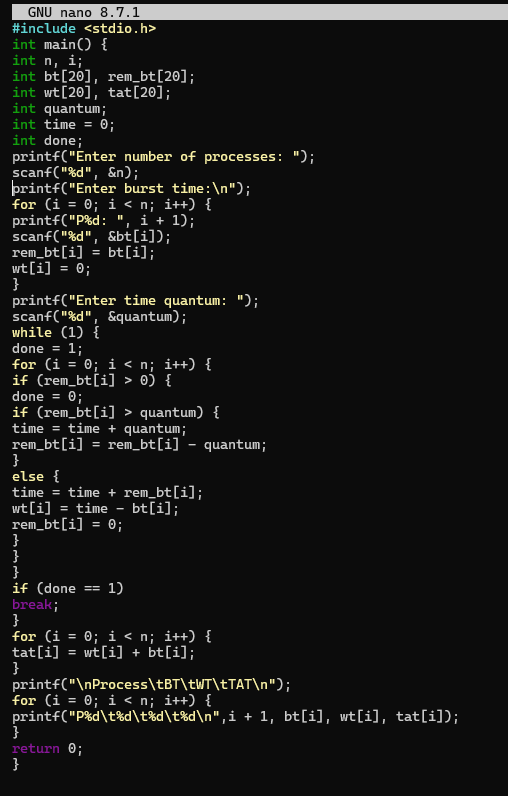 GNU nano 8.7.1
#include <stdio.h>
int main() {
int n, i;
int bt[20], rem_bt[20];
int wt[20], tat[20];
int quantum;
int time = 0;
int done;
printf("Enter number of processes: ");
scanf("%d", &n);
printf("Enter burst time:\n");
for (i = 0; i < n; i++) {
printf("P%d: ", i + 1);
scanf("%d", &bt[i]);
rem_bt[i] = bt[i];
wt[i] = 0;
}
printf("Enter time quantum: ");
scanf("%d", &quantum);
while (1) {
done = 1;
for (i = 0; i < n; i++) {
if (rem_bt[i] > 0) {
done = 0;
if (rem_bt[i] > quantum) {
time = time + quantum;
rem_bt[i] = rem_bt[i] - quantum;
}
else {
time = time + rem_bt[i];
wt[i] = time - bt[i];
rem_bt[i] = 0;
}
}
}
if (done == 1)
break;
}
for (i = 0; i < n; i++) {
tat[i] = wt[i] + bt[i];
}
printf("\nProcess\tBT\tWT\tTAT\n");
for (i = 0; i < n; i++) {
printf("P%d\t%d\t%d\t%d\n",i + 1, bt[i], wt[i], tat[i]);
}
return 0;
}